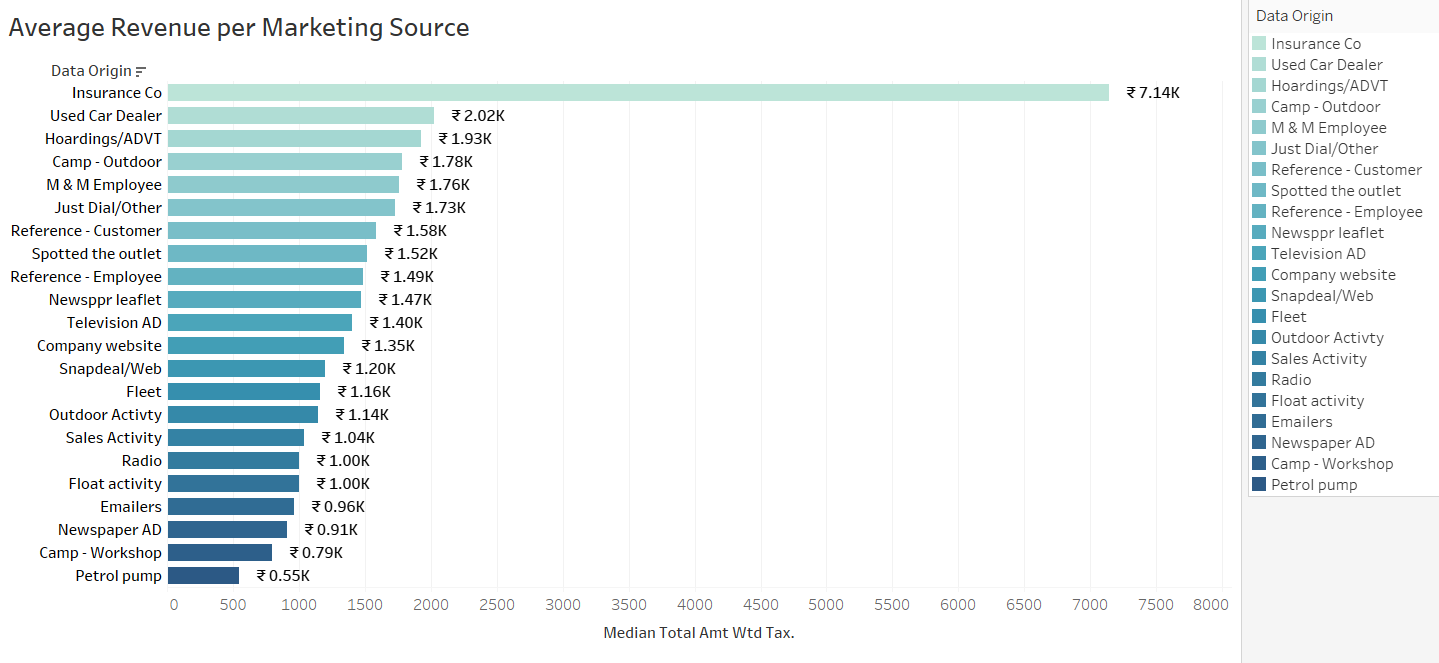 Average Revenue per Marketing Source
Data Origin
Insurance Co ₹ 7.14K
Used Car Dealer ₹ 2.02K
Hoardings/ADVT ₹ 1.93K
Camp - Outdoor ₹ 1.78K
M & M Employee ₹ 1.76K
Just Dial/Other ₹ 1.73K
Reference - Customer ₹ 1.58K
Spotted the outlet ₹ 1.52K
Reference - Employee ₹ 1.49K
Newsppr leaflet ₹ 1.47K
Television AD ₹ 1.40K
Company website ₹ 1.35K
Snapdeal/Web ₹ 1.20K
Fleet ₹ 1.16K
Outdoor Activty ₹ 1.14K
Sales Activity ₹ 1.04K
Radio ₹ 1.00K
Float activity ₹ 1.00K
Emailers ₹ 0.96K
Newspaper AD ₹ 0.91K
Camp - Workshop ₹ 0.79K
Petrol pump ₹ 0.55K
0 500 1000 1500 2000 2500 3000 3500 4000 4500 5000 5500 6000 6500 7000 7500 8000
Median Total Amt Wtd Tax.
Data Origin
Insurance Co
Used Car Dealer
Hoardings/ADVT
Camp - Outdoor
M & M Employee
Just Dial/Other
Reference - Customer
Spotted the outlet
Reference - Employee
Newsppr leaflet
Television AD
Company website
Snapdeal/Web
Fleet
Outdoor Activty
Sales Activity
Radio
Float activity
Emailers
Newspaper AD
Camp - Workshop
Petrol pump